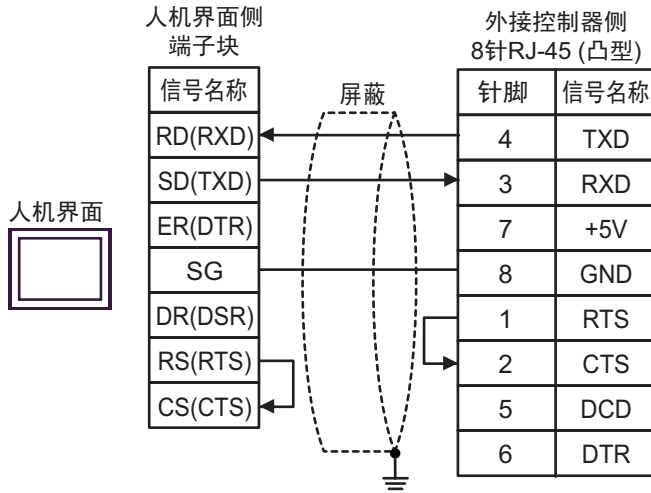 人机界面侧
端子块
外接控制器侧
8针RJ-45 (凸型)
信号名称
屏蔽
针脚 信号名称
RD(RXD)
4 TXD
SD(TXD)
3 RXD
人机界面
ER(DTR)
7 +5V
SG
8 GND
DR(DSR)
1 RTS
RS(RTS)
2 CTS
CS(CTS)
5 DCD
6 DTR